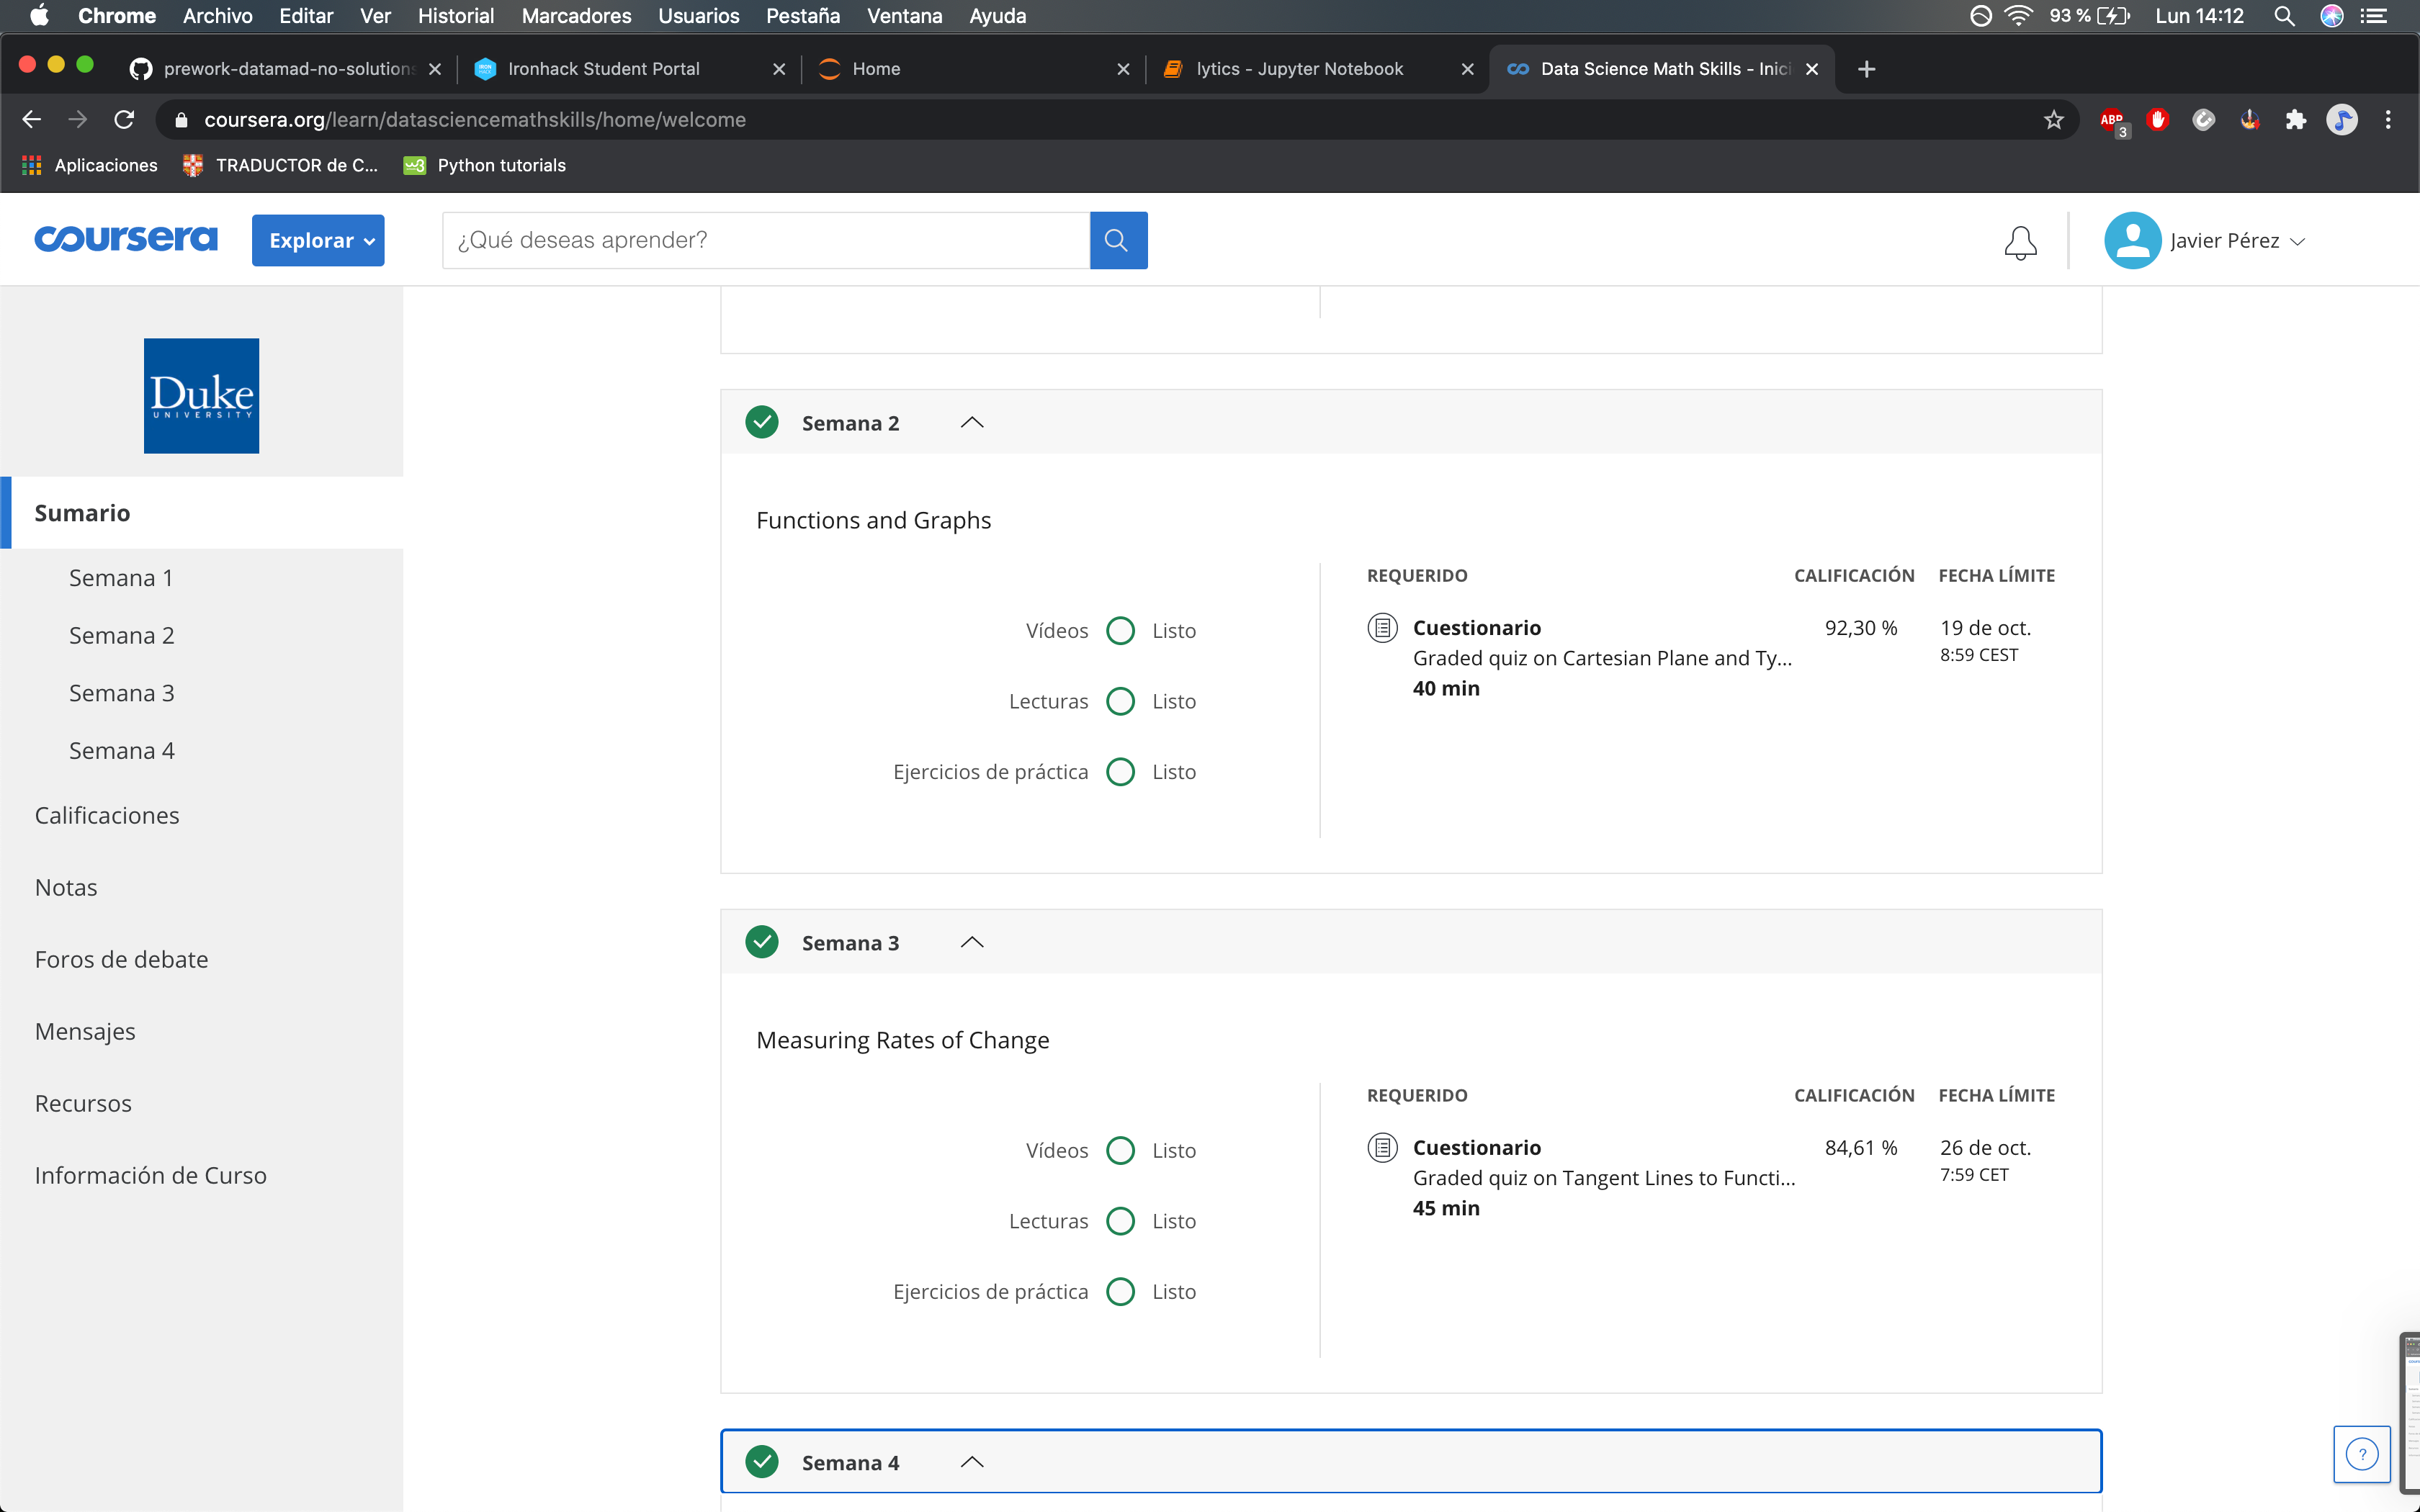 Chrome Archivo Editar Ver Historial Marcadores Usuarios Pestaña Ventana Ayuda 93 % Lun 14:12
prework-datamad-no-solutions Ironhack Student Portal Home lytics - Jupyter Notebook Data Science Math Skills - Inici
coursera.org/learn/datasciencemathskills/home/welcome ABP 3
Aplicaciones TRADUCTOR de C... Python tutorials
coursera Explorar ¿Qué deseas aprender? Javier Pérez
Duke
UNIVERSITY
Sumario
Semana 1
Semana 2
Semana 3
Semana 4
Calificaciones
Notas
Foros de debate
Mensajes
Recursos
Información de Curso
Semana 2
Functions and Graphs
Vídeos Listo
Lecturas Listo
Ejercicios de práctica Listo
REQUERIDO CALIFICACIÓN FECHA LÍMITE
Cuestionario 92,30 % 19 de oct.
8:59 CEST
Graded quiz on Cartesian Plane and Ty...
40 min
Semana 3
Measuring Rates of Change
Vídeos Listo
Lecturas Listo
Ejercicios de práctica Listo
REQUERIDO CALIFICACIÓN FECHA LÍMITE
Cuestionario 84,61 % 26 de oct.
7:59 CET
Graded quiz on Tangent Lines to Functi...
45 min
Semana 4
?